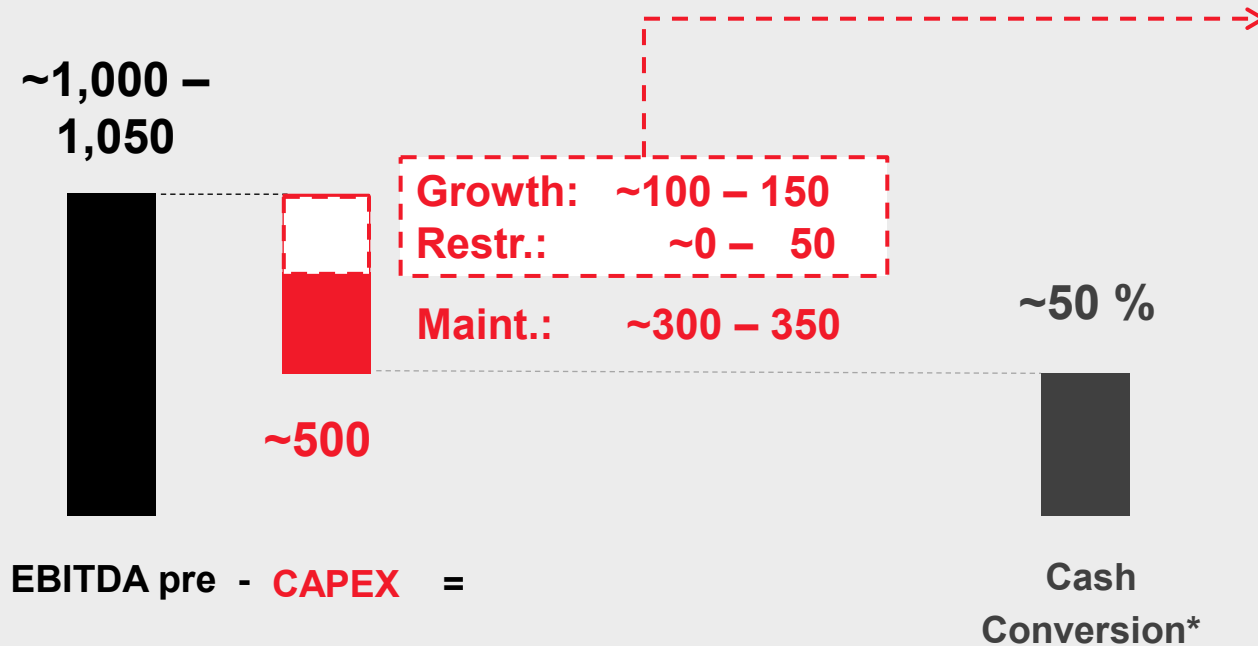 ~1,000 –
1,050
Growth: ~100 – 150
Restr.: ~0 – 50
Maint.: ~300 – 350
~50 %
~500
EBITDA pre - CAPEX =
Cash
Conversion*